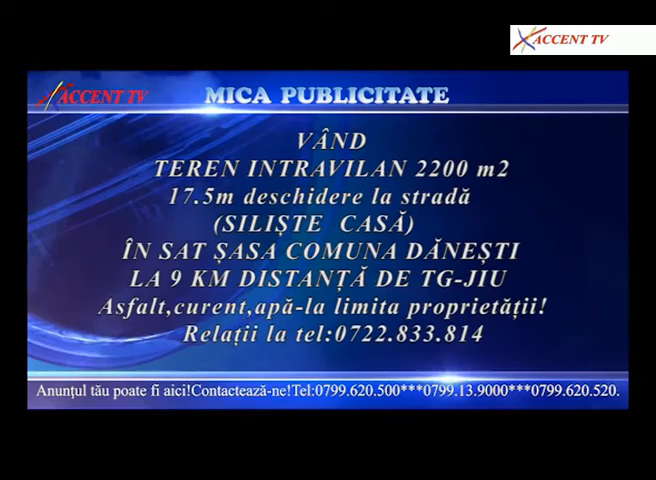 ACCENT TV
ACCENT TV MICA PUBLICITATE
VÂND
TEREN INTRAVILAN 2200 m2
17.5m deschidere la stradă
(SILIȘTE CASĂ)
ÎN SAT ȘASA COMUNA DĂNEȘTI
LA 9 KM DISTANȚĂ DE TG-JIU
Asfalt,curent,apă-la limita proprietății!
Relații la tel:0722.833.814
Anunțul tău poate fi aici!Contactează-ne!Tel:0799.620.500***0799.13.9000***0799.620.520.